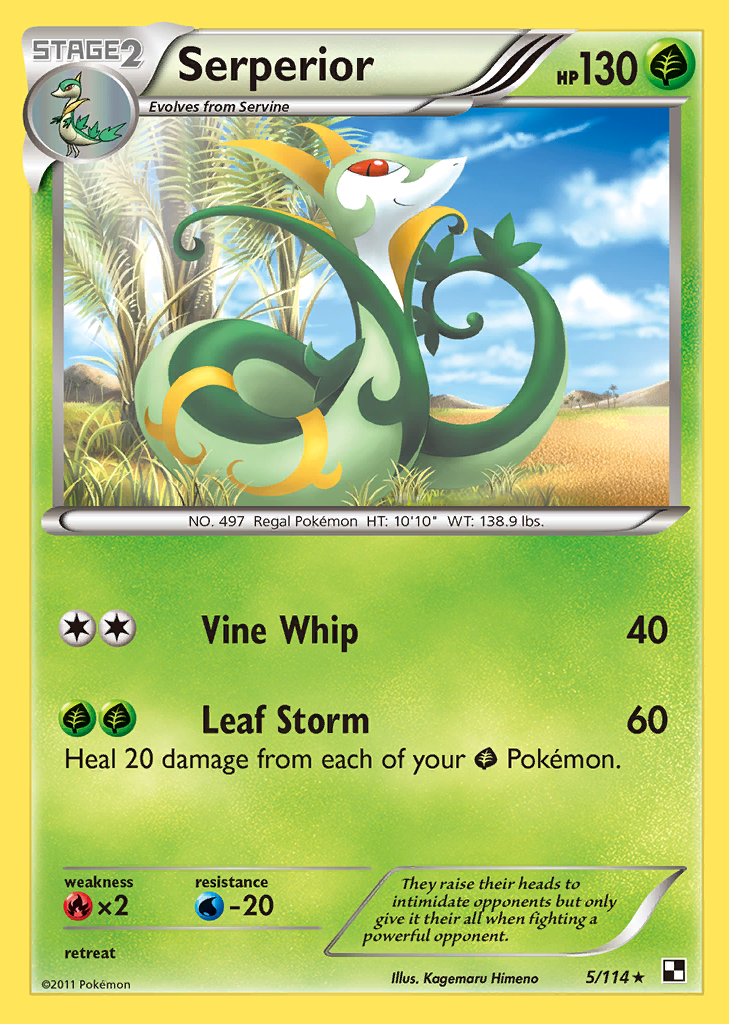 STAGE2
Serperior
HP130
Evolves from Servine
NO. 497 Regal Pokémon HT: 10'10" WT: 138.9 lbs.
Vine Whip 40
Leaf Storm 60
Heal 20 damage from each of your Pokémon.
weakness resistance
×2 -20
retreat
They raise their heads to
intimidate opponents but only
give it their all when fighting a
powerful opponent.
©2011 Pokémon
Illus. Kagemaru Himeno
5/114 ★